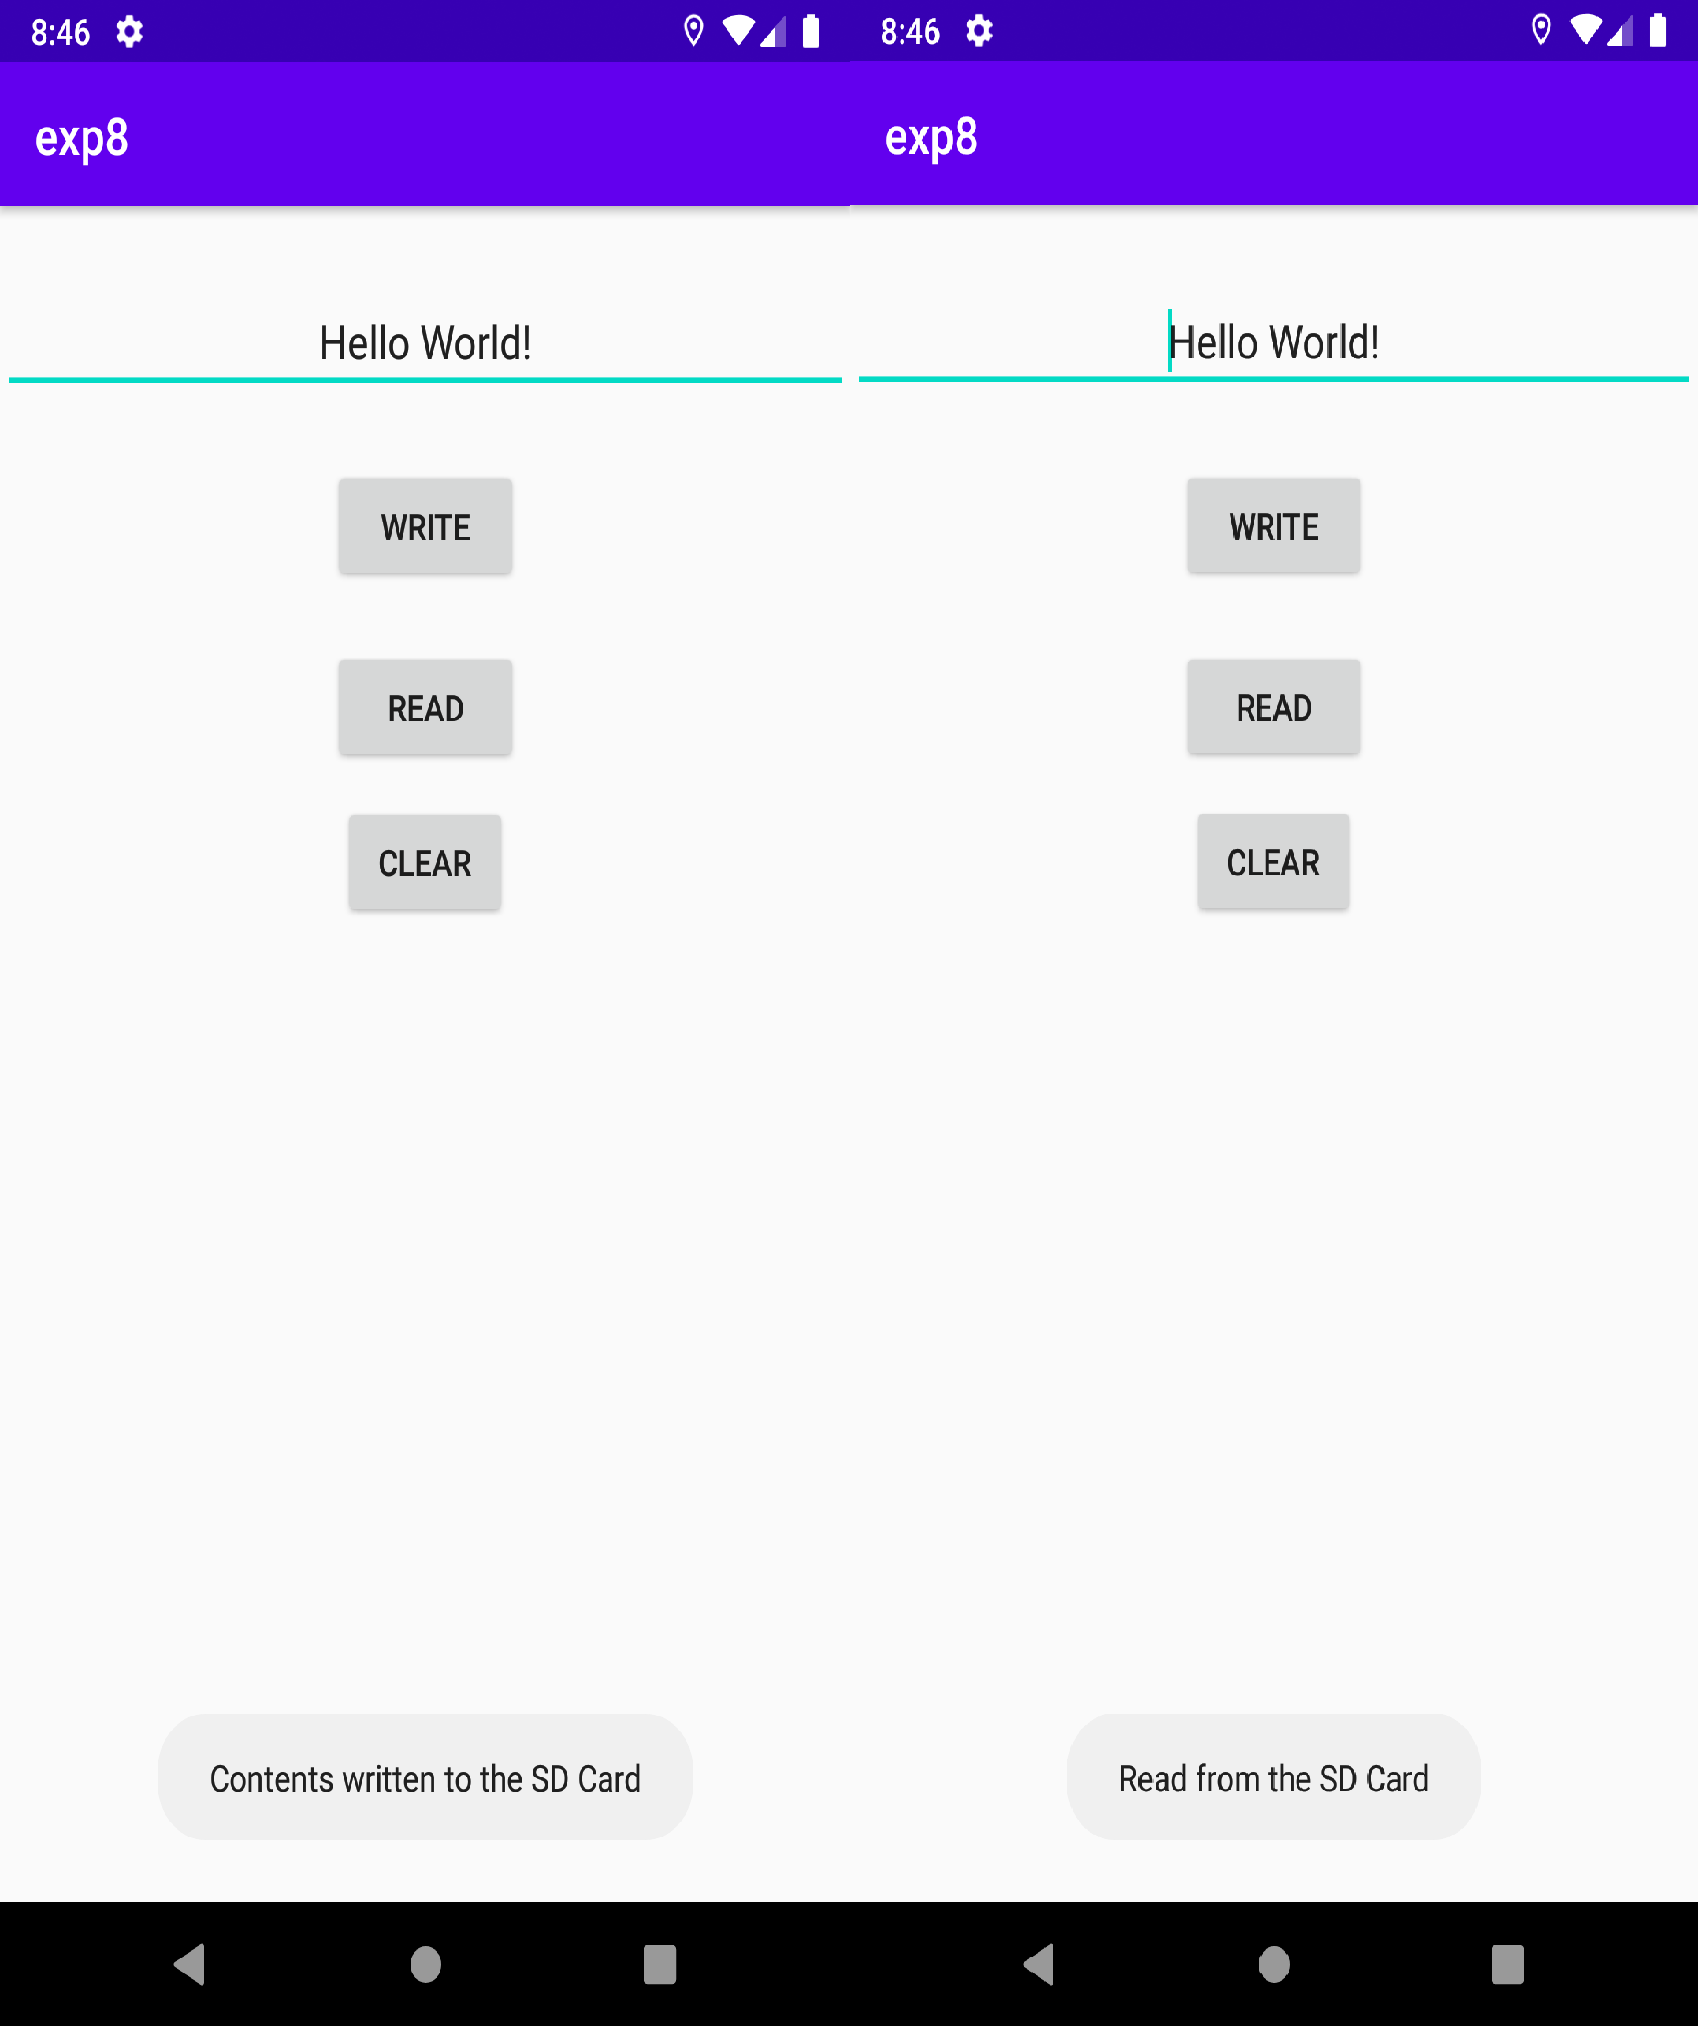 8:46
exp8
Hello World!
WRITE
READ
CLEAR
Contents written to the SD Card
8:46
exp8
Hello World!
WRITE
READ
CLEAR
Read from the SD Card